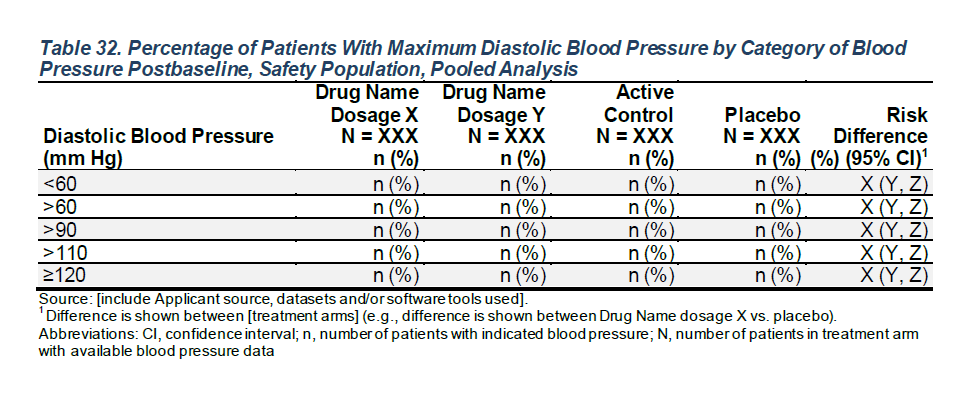 Table 32. Percentage of Patients With Maximum Diastolic Blood Pressure by Category of Blood
Pressure Postbaseline, Safety Population, Pooled Analysis
Diastolic Blood Pressure (mm Hg) Drug Name Dosage X N = XXX n (%) Drug Name Dosage Y N = XXX n (%) Active Control N = XXX n (%) Placebo N = XXX n (%) Risk Difference (%) (95% CI)1
<60 n (%) n (%) n (%) n (%) X (Y, Z)
>60 n (%) n (%) n (%) n (%) X (Y, Z)
>90 n (%) n (%) n (%) n (%) X (Y, Z)
>110 n (%) n (%) n (%) n (%) X (Y, Z)
≥120 n (%) n (%) n (%) n (%) X (Y, Z)
Source: [include Applicant source, datasets and/or software tools used].
1 Difference is shown between [treatment arms] (e.g., difference is shown between Drug Name dosage X vs. placebo).
Abbreviations: CI, confidence interval; n, number of patients with indicated blood pressure; N, number of patients in treatment arm
with available blood pressure data